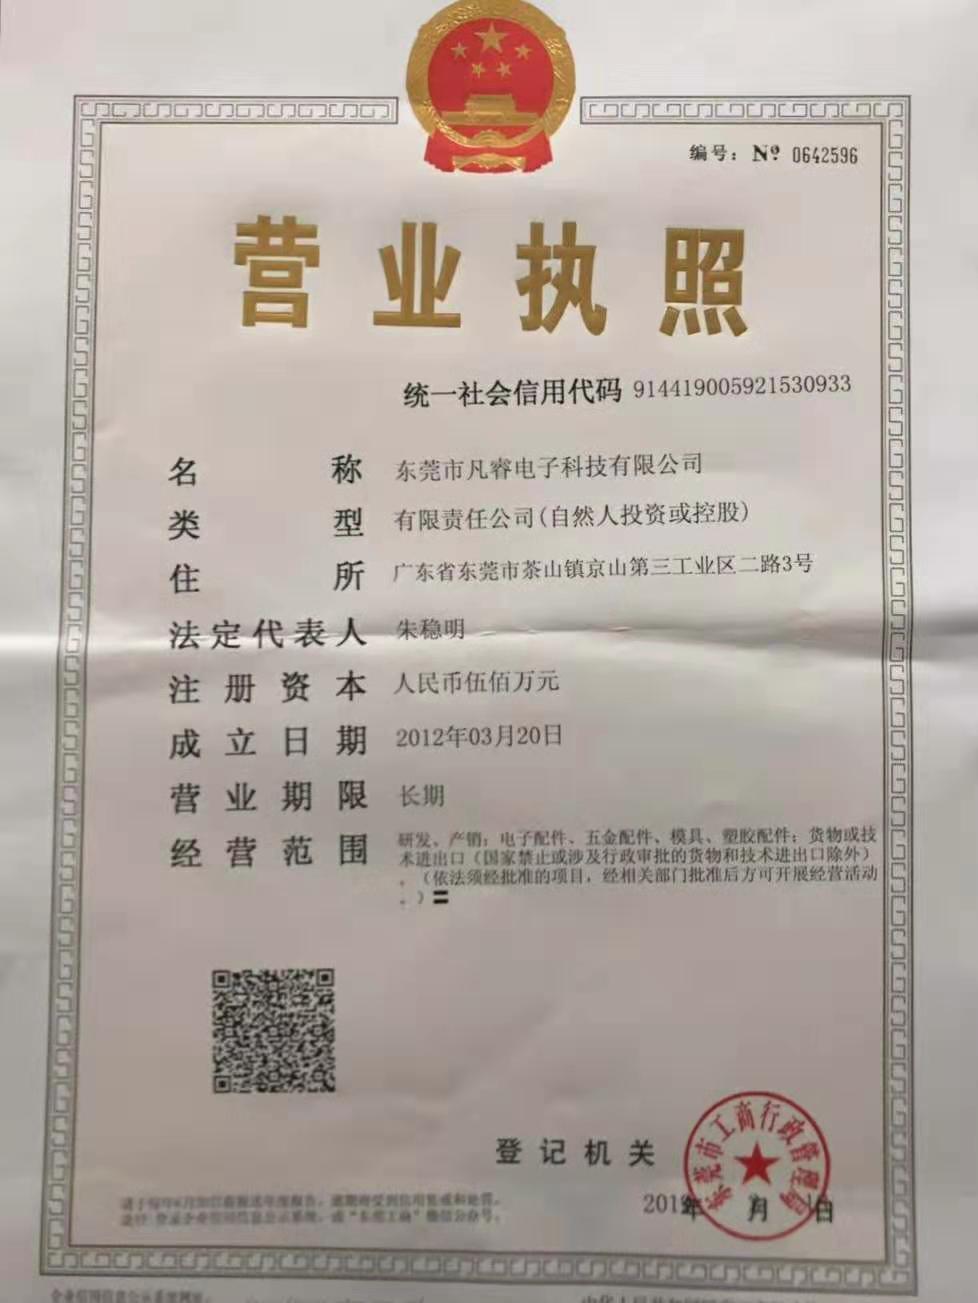 编号：Nº 0642596
营业执照
统一社会信用代码 914419005921530933
名称 东莞市凡睿电子科技有限公司
类型 有限责任公司(自然人投资或控股)
住所 广东省东莞市茶山镇京山第三工业区二路3号
法定代表人 朱稳明
注册资本 人民币伍佰万元
成立日期 2012年03月20日
营业期限 长期
经营范围 研发、产销：电子配件、五金配件、模具、塑胶配件；货物或技
术进出口（国家禁止或涉及行政审批的货物和技术进出口除外）
。（依法须经批准的项目，经相关部门批准后方可开展经营活动
。）〓
东莞市工商行政管理局
登记机关
年 月 日